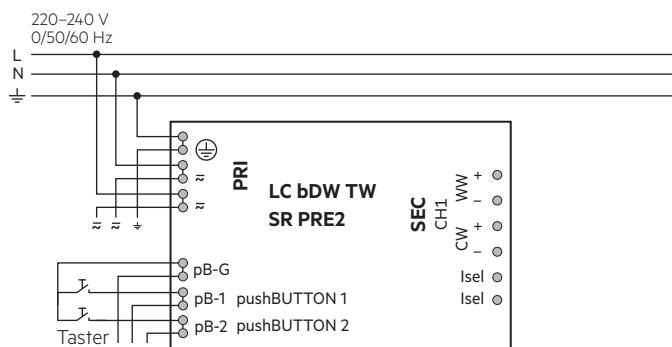 220–240 V
0/50/60 Hz
L
N
PRI
LC bDW TW
SR PRE2
SEC
CH1
WW
+
–
CW
+
–
Isel
Isel
pB-G
pB-1 pushBUTTON 1
pB-2 pushBUTTON 2
Taster